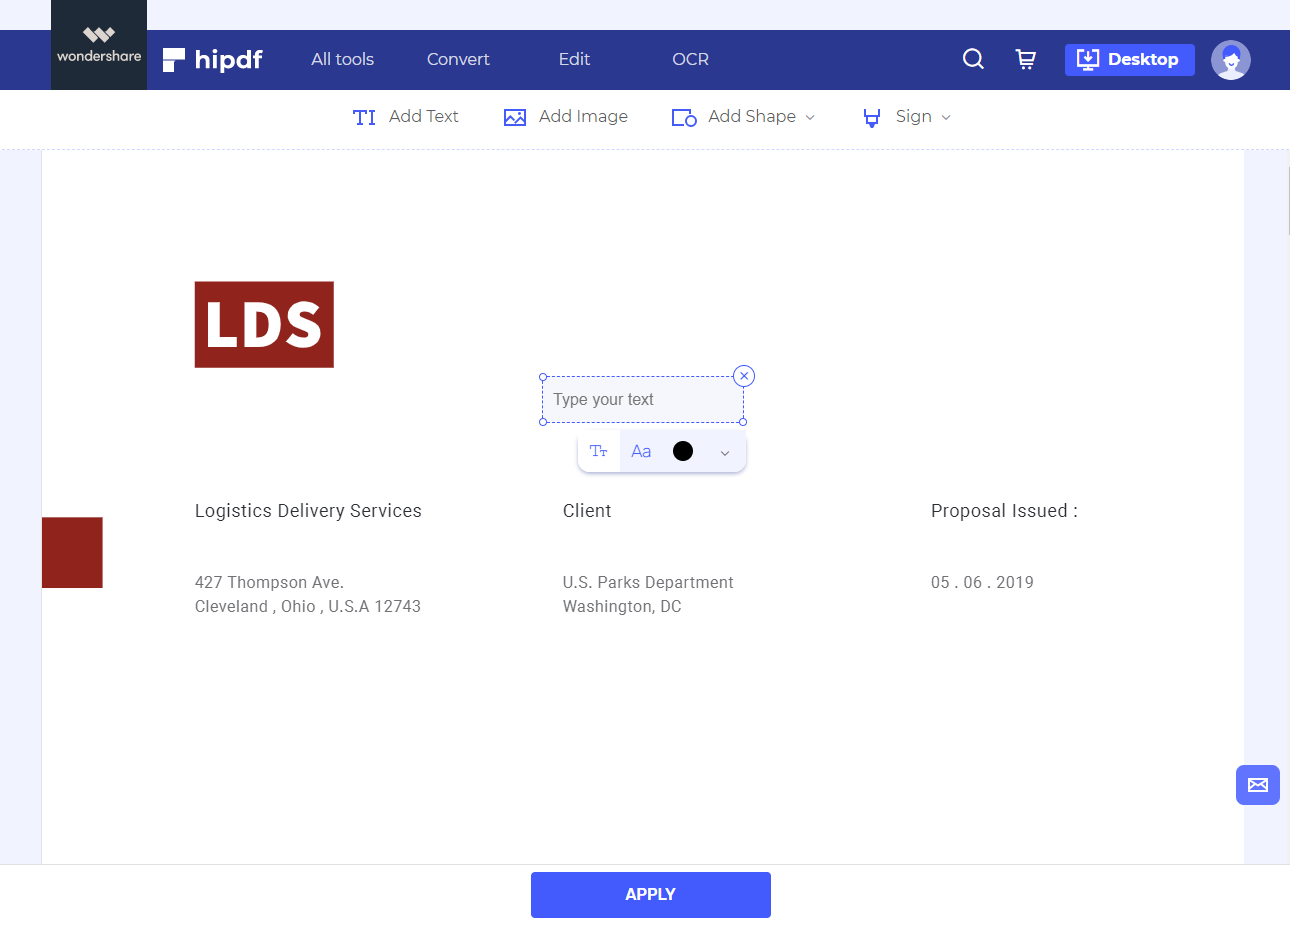 wondershare
hipdf
All tools
Convert
Edit
OCR
Desktop
Add Text
Add Image
Add Shape
Sign
LDS
Type your text
Tт
Aa
Logistics Delivery Services
Client
Proposal Issued :
427 Thompson Ave.
Cleveland , Ohio , U.S.A 12743
U.S. Parks Department
Washington, DC
05 . 06 . 2019
APPLY